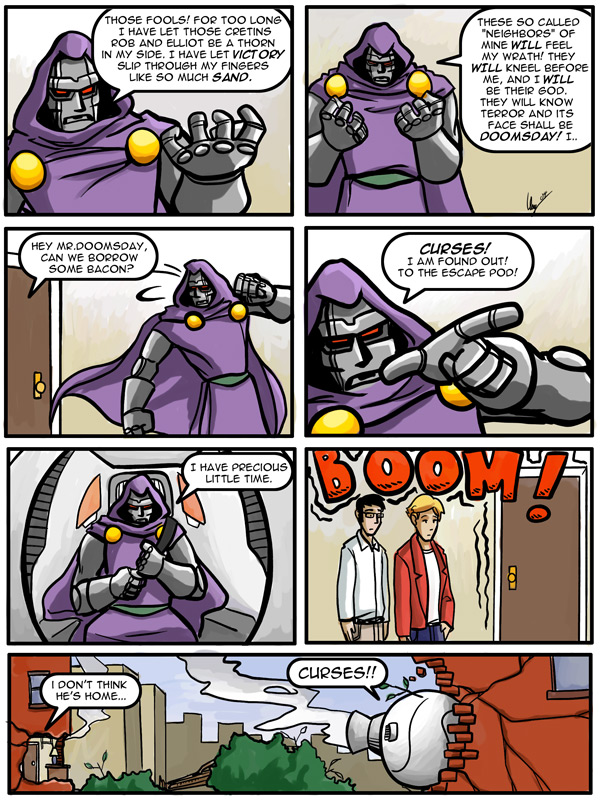 THOSE FOOLS! FOR TOO LONG
I HAVE LET THOSE CRETINS
ROB AND ELLIOT BE A THORN
IN MY SIDE. I HAVE LET VICTORY
SLIP THROUGH MY FINGERS
LIKE SO MUCH SAND.
THESE SO CALLED
"NEIGHBORS" OF
MINE WILL FEEL
MY WRATH! THEY
WILL KNEEL BEFORE
ME, AND I WILL
BE THEIR GOD.
THEY WILL KNOW
TERROR AND ITS
FACE SHALL BE
DOOMSDAY! I..
HEY MR.DOOMSDAY,
CAN WE BORROW
SOME BACON?
CURSES!
I AM FOUND OUT!
TO THE ESCAPE POD!
I HAVE PRECIOUS
LITTLE TIME.
BOOM!
I DON'T THINK
HE'S HOME...
CURSES!!